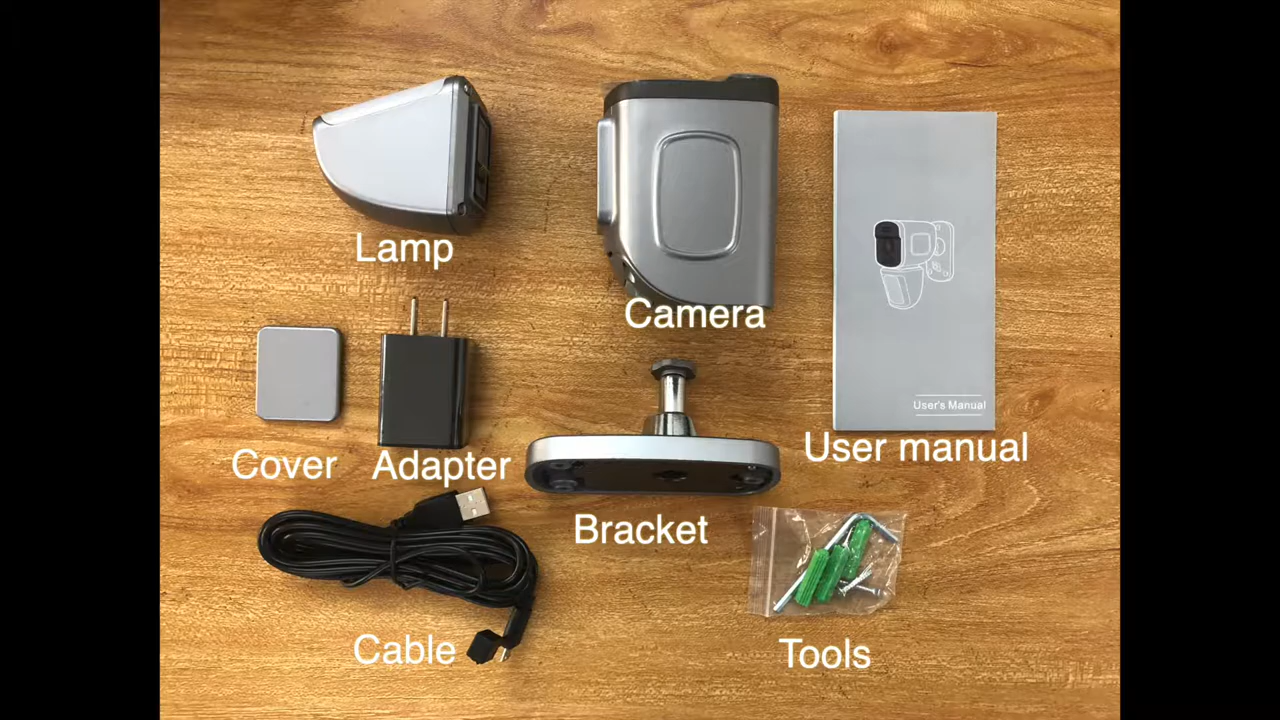 Lamp
Camera
User's Manual
User manual
Cover
Adapter
Bracket
Cable
Tools